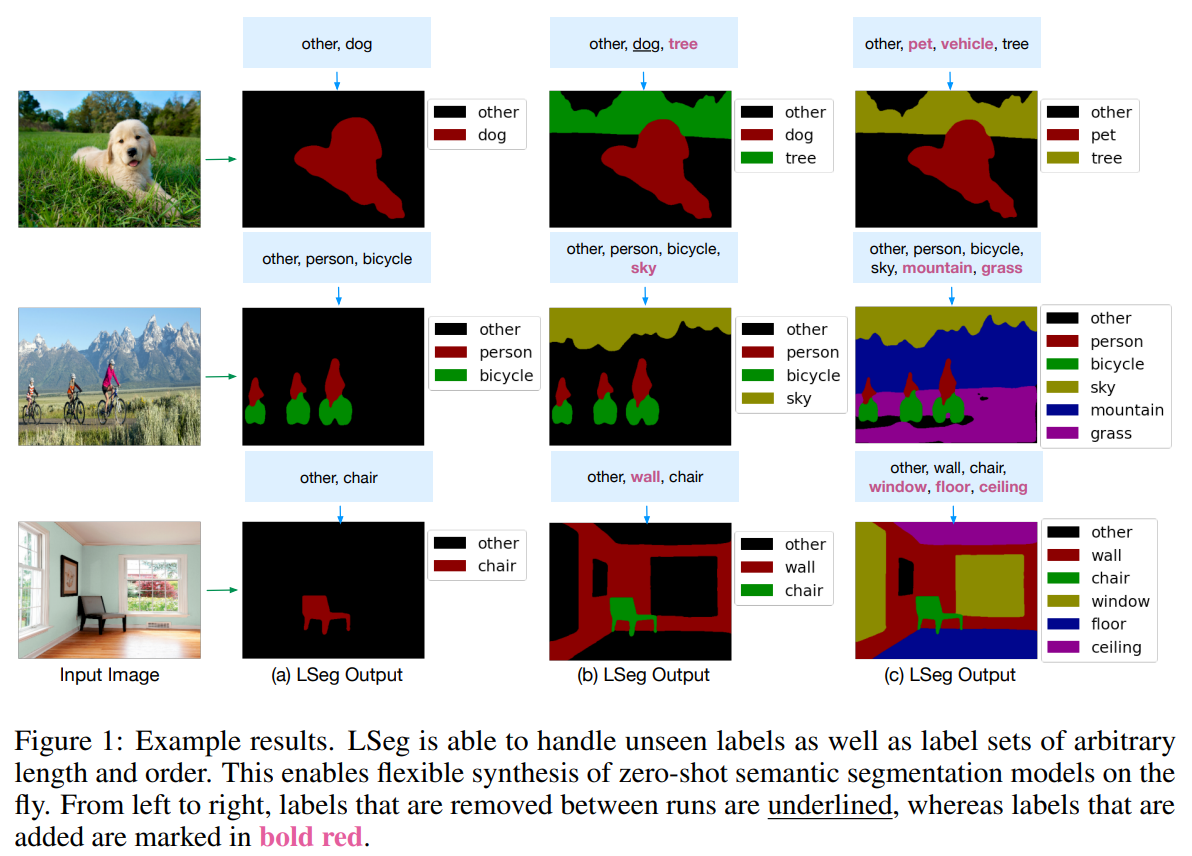 other, dog
other, dog, tree
other, pet, vehicle, tree
other
dog
other
dog
tree
other
pet
tree
other, person, bicycle
other, person, bicycle,
sky
other, person, bicycle,
sky, mountain, grass
other
person
bicycle
other
person
bicycle
sky
other
person
bicycle
sky
mountain
grass
other, chair
other, wall, chair
other, wall, chair,
window, floor, ceiling
other
chair
other
wall
chair
other
wall
chair
window
floor
ceiling
Input Image
(a) LSeg Output
(b) LSeg Output
(c) LSeg Output
Figure 1: Example results. LSeg is able to handle unseen labels as well as label sets of arbitrary
length and order. This enables flexible synthesis of zero-shot semantic segmentation models on the
fly. From left to right, labels that are removed between runs are underlined, whereas labels that are
added are marked in bold red.